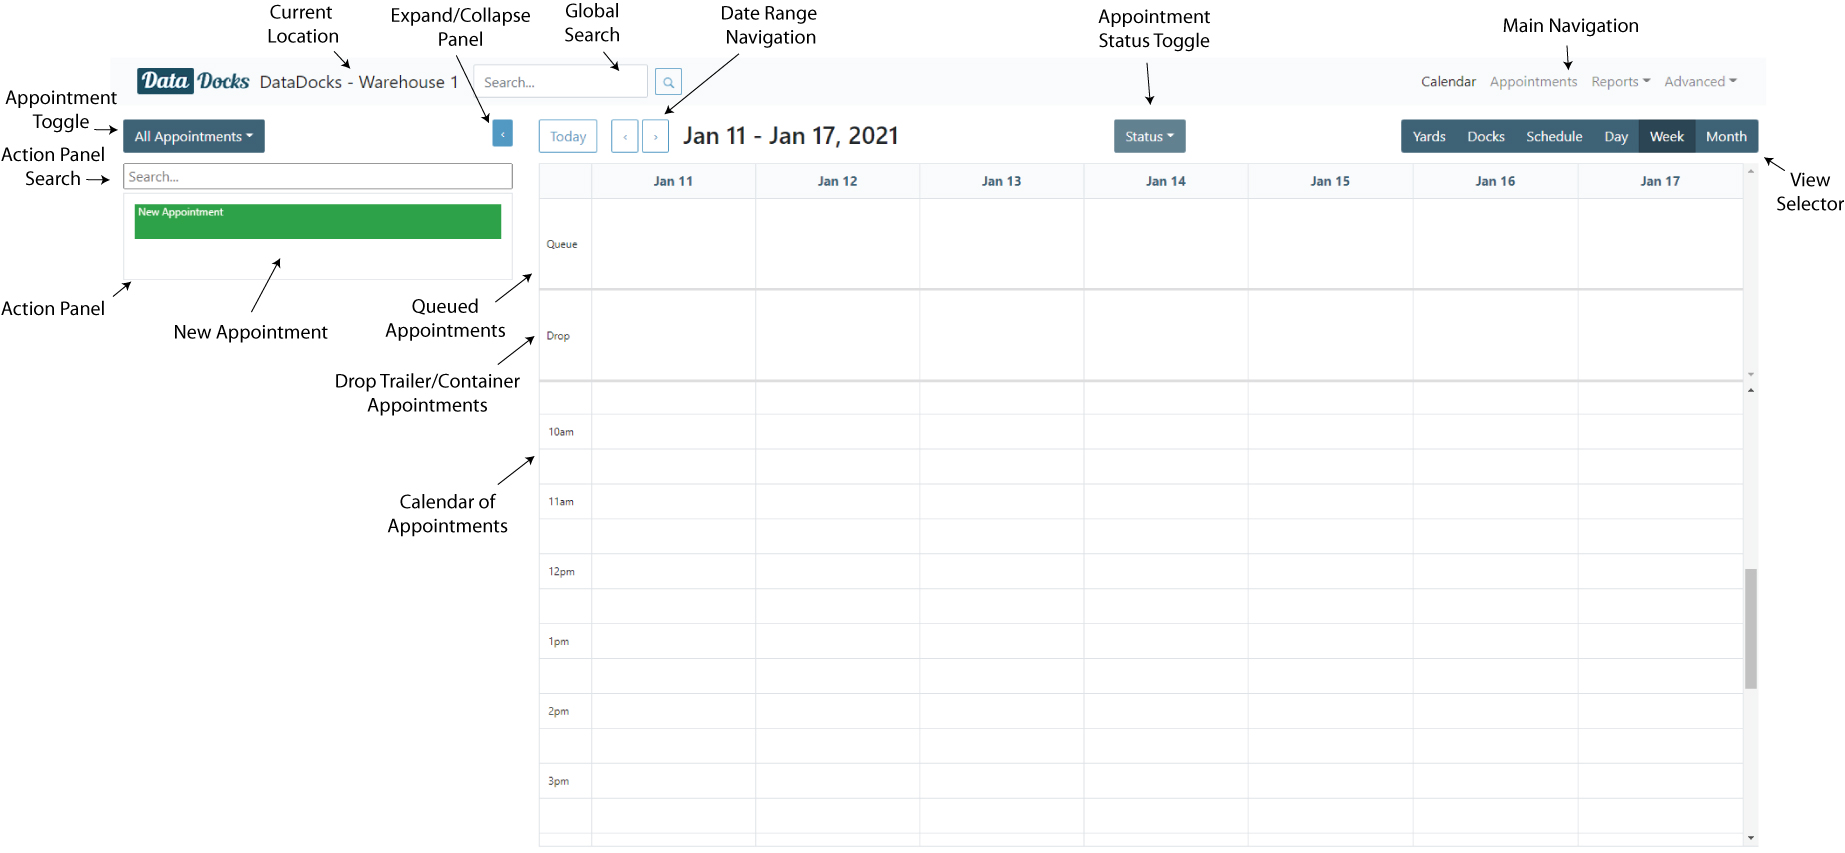 Current
Location
Expand/Collapse
Panel
Global
Search
Date Range
Navigation
Appointment
Status Toggle
Main Navigation
Data Docks DataDocks - Warehouse 1
Search...
Calendar Appointments Reports Advanced
Appointment
Toggle
All Appointments
‹
Today ‹ › Jan 11 - Jan 17, 2021
Status
Yards Docks Schedule Day Week Month
Action Panel
Search
Search...
View
Selector
Jan 11 Jan 12 Jan 13 Jan 14 Jan 15 Jan 16 Jan 17
New Appointment
Queue
Action Panel
New Appointment
Queued
Appointments
Drop
Drop Trailer/Container
Appointments
10am
Calendar of
Appointments
11am
12pm
1pm
2pm
3pm